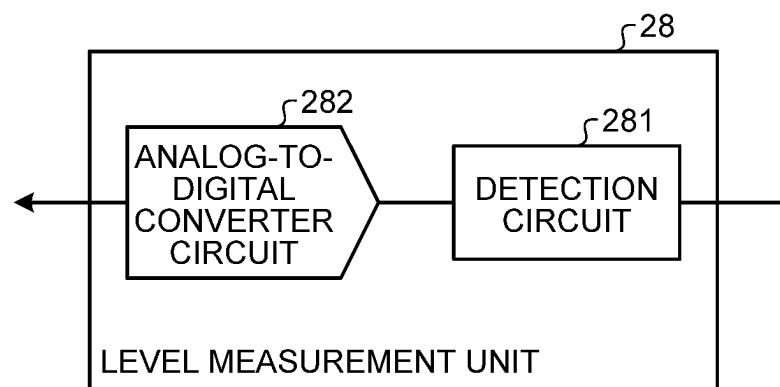 28
282
281
ANALOG-TO-
DIGITAL
CONVERTER
CIRCUIT
DETECTION
CIRCUIT
LEVEL MEASUREMENT UNIT